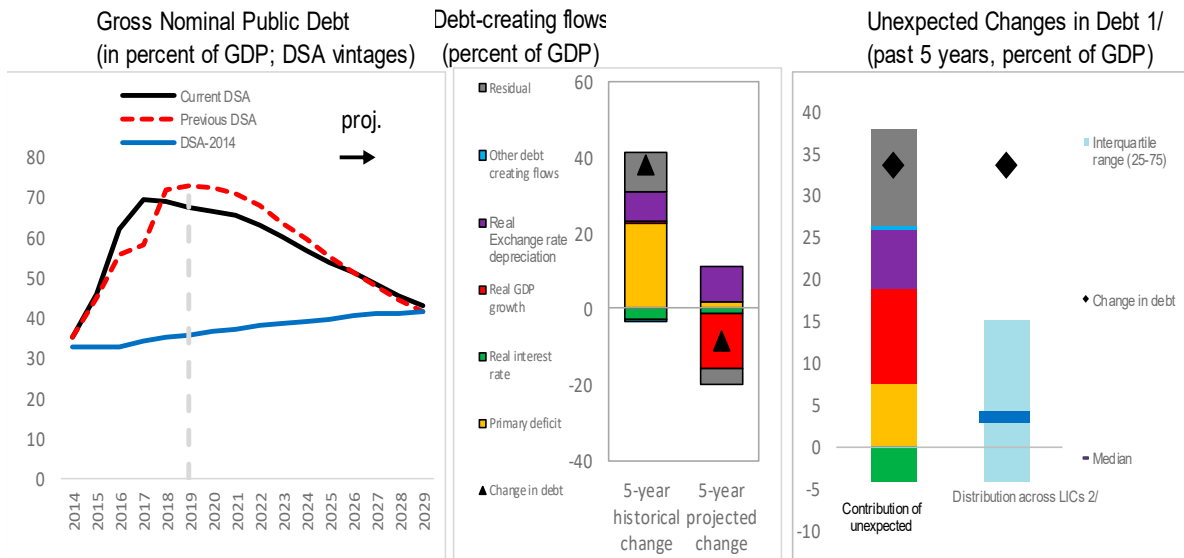 Gross Nominal Public Debt
(in percent of GDP; DSA vintages)
Current DSA
Previous DSA
DSA-2014
proj.
80
70
60
50
40
30
20
10
0
2014
2015
2016
2017
2018
2019
2020
2021
2022
2023
2024
2025
2026
2027
2028
2029
Debt-creating flows
(percent of GDP)
Residual
Other debt
creating flows
Real
Exchange rate
depreciation
Real GDP
growth
Real interest
rate
Primary deficit
Change in debt
60
40
20
0
-20
-40
5-year
historical
change
5-year
projected
change
Unexpected Changes in Debt 1/
(past 5 years, percent of GDP)
40
35
30
25
20
15
10
5
0
-5
-10
Interquartile
range (25-75)
Change in debt
Median
Contribution of
unexpected
Distribution across LICs 2/